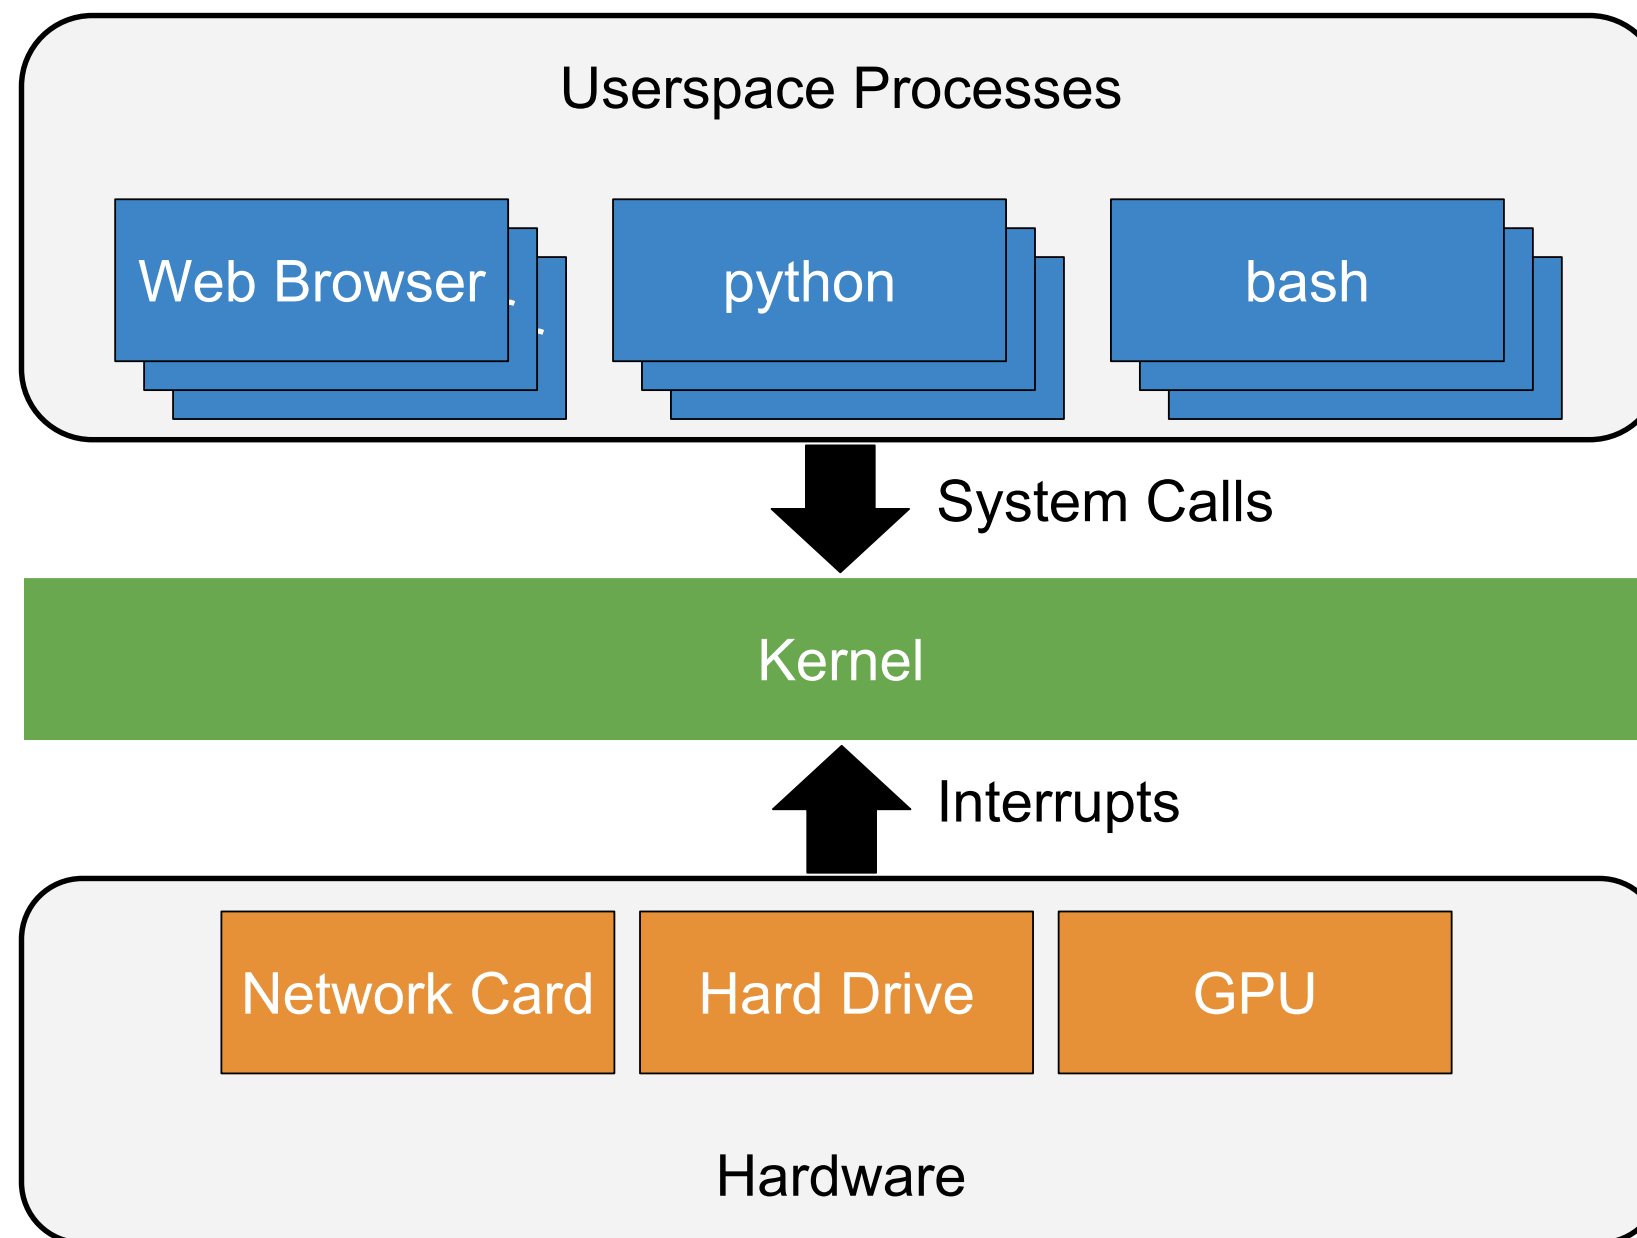 Userspace Processes
Web Browser
python
bash
System Calls
Kernel
Interrupts
Network Card
Hard Drive
GPU
Hardware